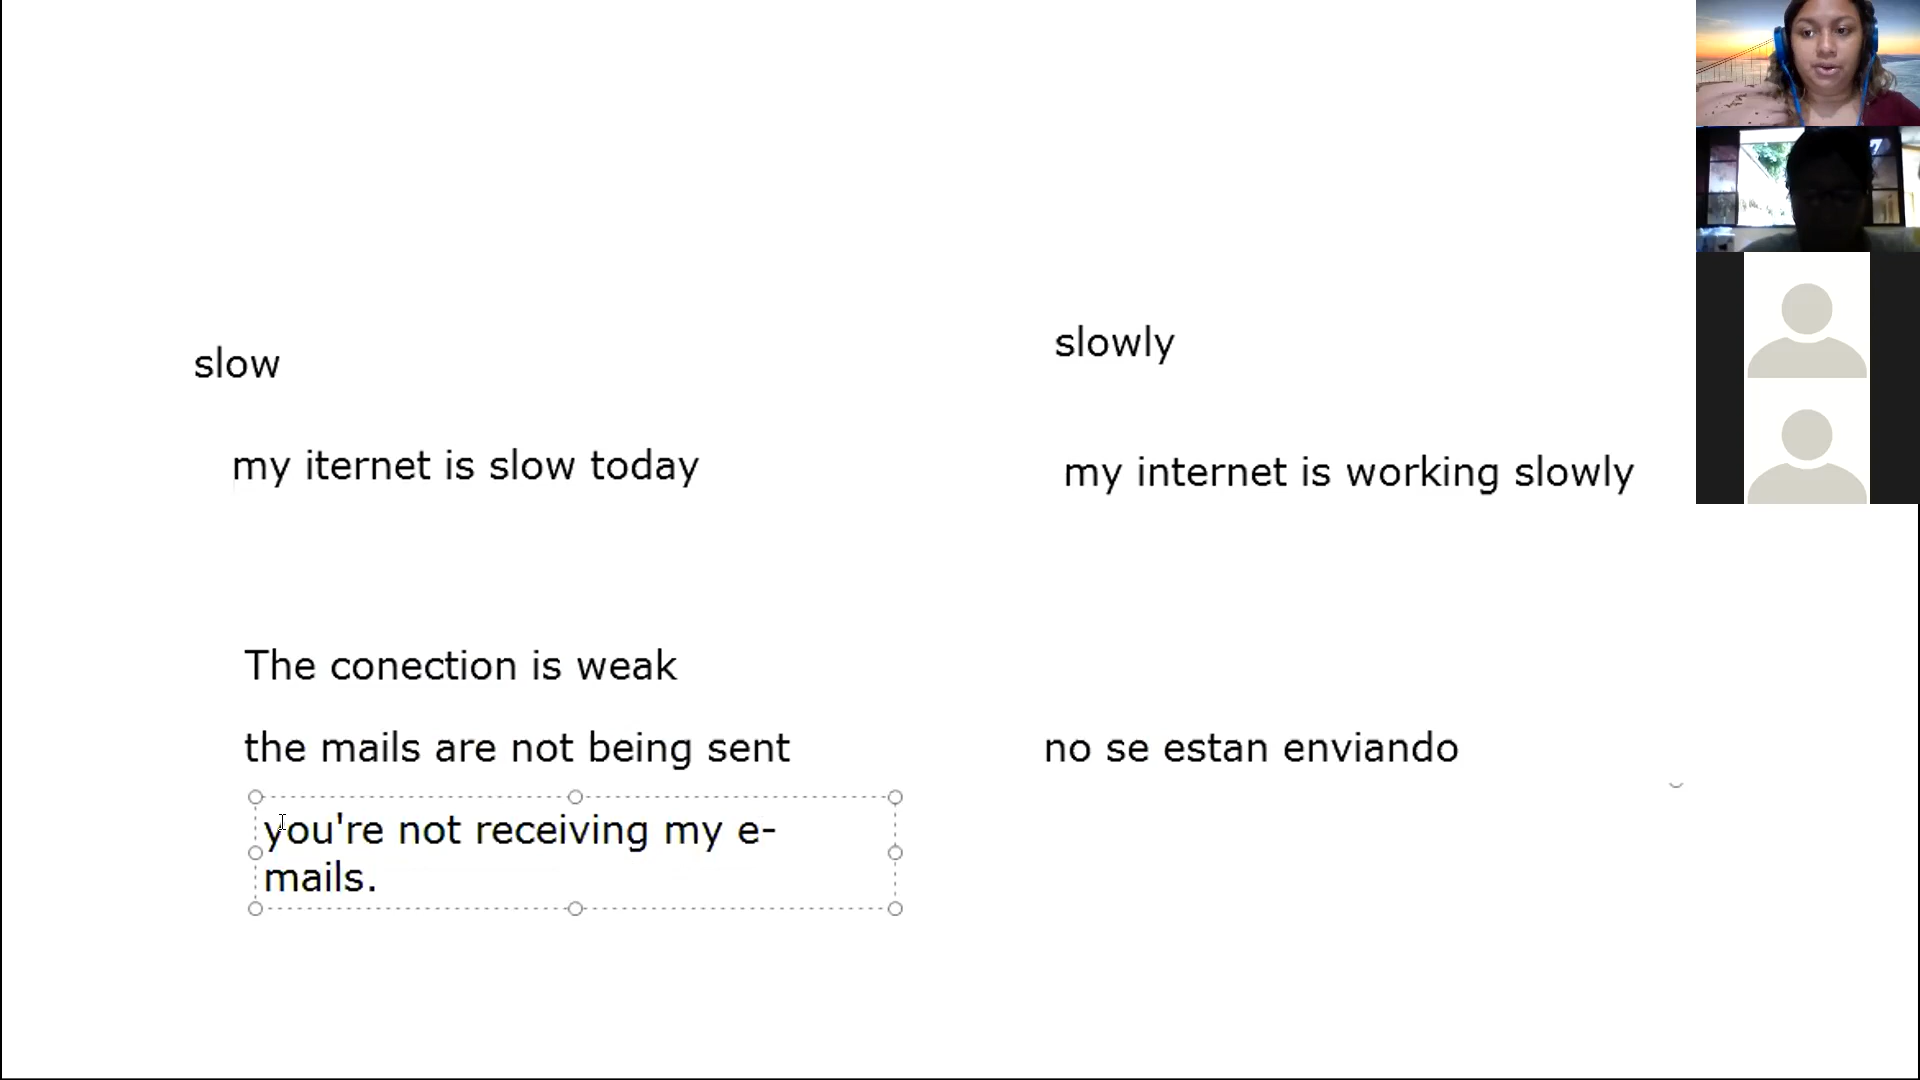 slow
slowly
my iternet is slow today
my internet is working slowly
The conection is weak
the mails are not being sent
no se estan enviando
you're not receiving my e-
mails.